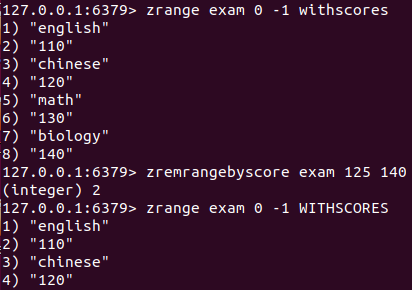 127.0.0.1:6379> zrange exam 0 -1 withscores
1) "english"
2) "110"
3) "chinese"
4) "120"
5) "math"
6) "130"
7) "biology"
8) "140"
127.0.0.1:6379> zremrangebyscore exam 125 140
(integer) 2
127.0.0.1:6379> zrange exam 0 -1 WITHSCORES
1) "english"
2) "110"
3) "chinese"
4) "120"